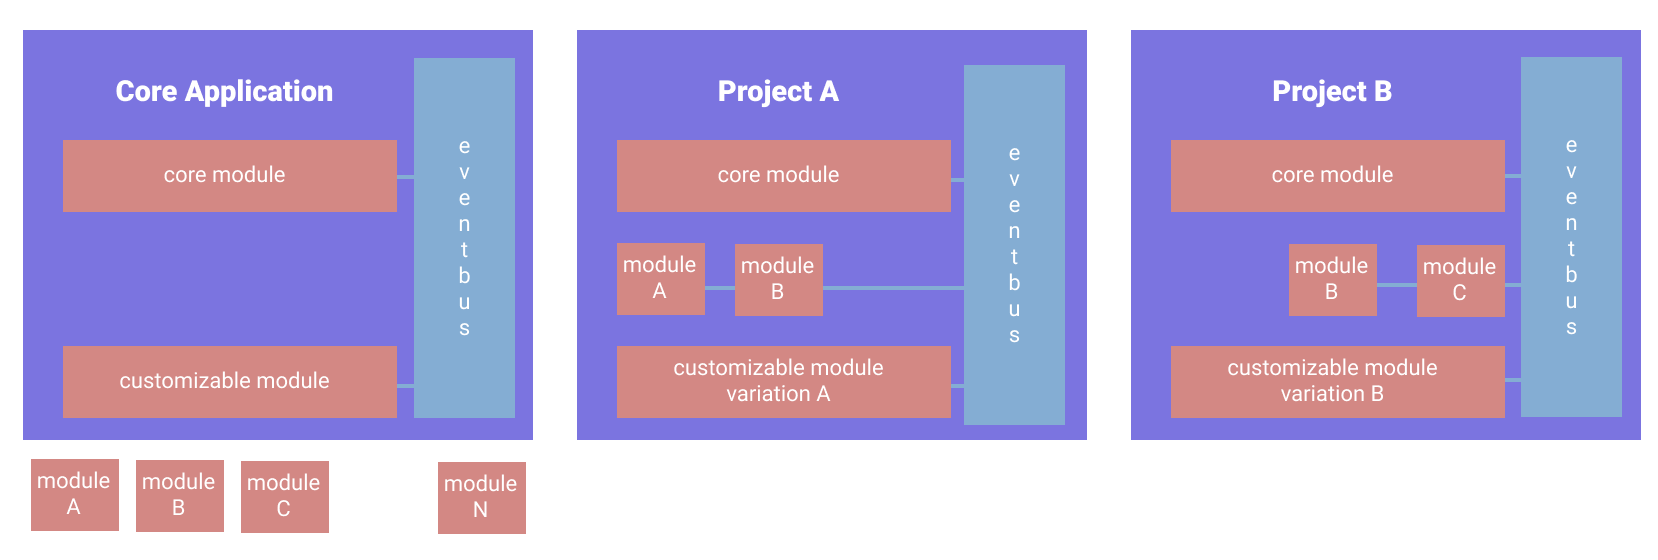 Core Application
core module
customizable module
e
v
e
n
t
b
u
s
module
A
module
B
module
C
module
N
Project A
core module
module
A
module
B
customizable module
variation A
e
v
e
n
t
b
u
s
Project B
core module
module
B
module
C
customizable module
variation B
e
v
e
n
t
b
u
s